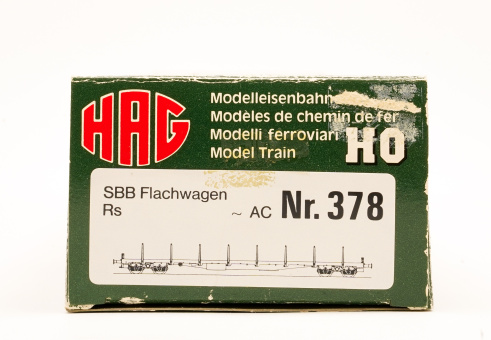 HAG
Modelleisenbahn
Modèles de chemin de fer
Modelli ferroviari
Model Train
HO
SBB Flachwagen
Rs ~ AC Nr. 378